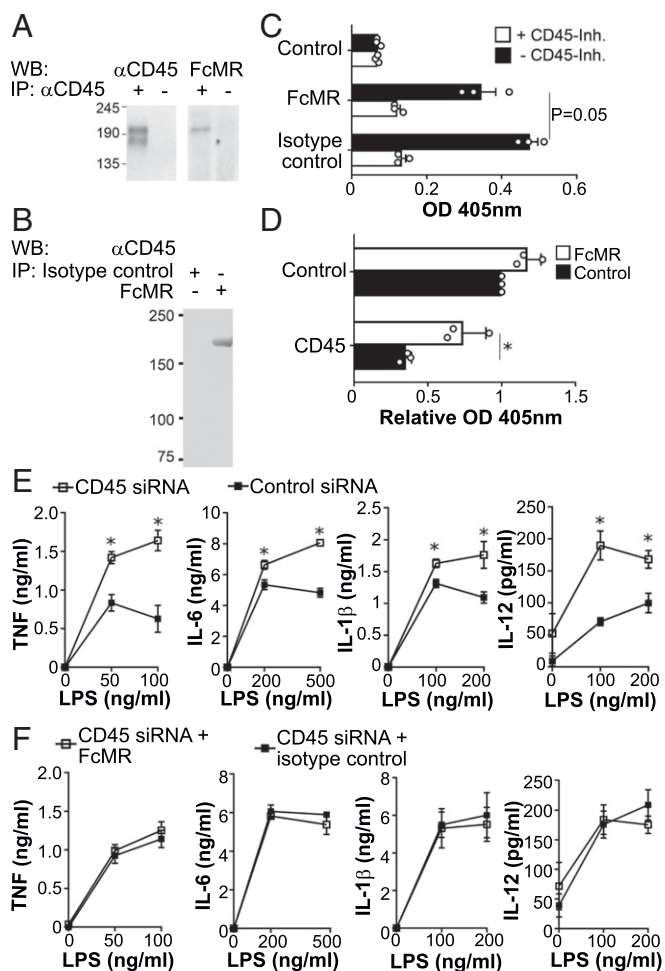 A
WB: αCD45 FcMR
IP: αCD45 + - + -
245
190
135
B
WB: αCD45
IP: Isotype control + -
FcMR - +
250
150
100
75
C
+ CD45-Inh.
- CD45-Inh.
Control
FcMR
Isotype control
P=0.05
0 0.2 0.4 0.6
OD 405nm
D
FcMR
Control
Control
CD45
*
0 0.5 1 1.5
Relative OD 405nm
E
CD45 siRNA Control siRNA
TNF (ng/ml)
2.0
1.5
1.0
0.5
0
* *
0 50 100
LPS (ng/ml)
IL-6 (ng/ml)
10
8
6
4
2
0
* *
0 200 500
LPS (ng/ml)
IL-1β (ng/ml)
2.5
2
1.5
1
0.5
0
* *
0 100 200
LPS (ng/ml)
IL-12 (pg/ml)
250
200
150
100
50
0
* *
0 100 200
LPS (ng/ml)
F
CD45 siRNA +
FcMR
CD45 siRNA +
isotype control
TNF (ng/ml)
2.0
1.5
1.0
0.5
0
0 50 100
LPS (ng/ml)
IL-6 (ng/ml)
8
6
4
2
0
0 200 500
LPS (ng/ml)
IL-1β (ng/ml)
8
6
4
2
0
0 100 200
LPS (ng/ml)
IL-12 (pg/ml)
250
200
150
100
50
0
0 100 200
LPS (ng/ml)